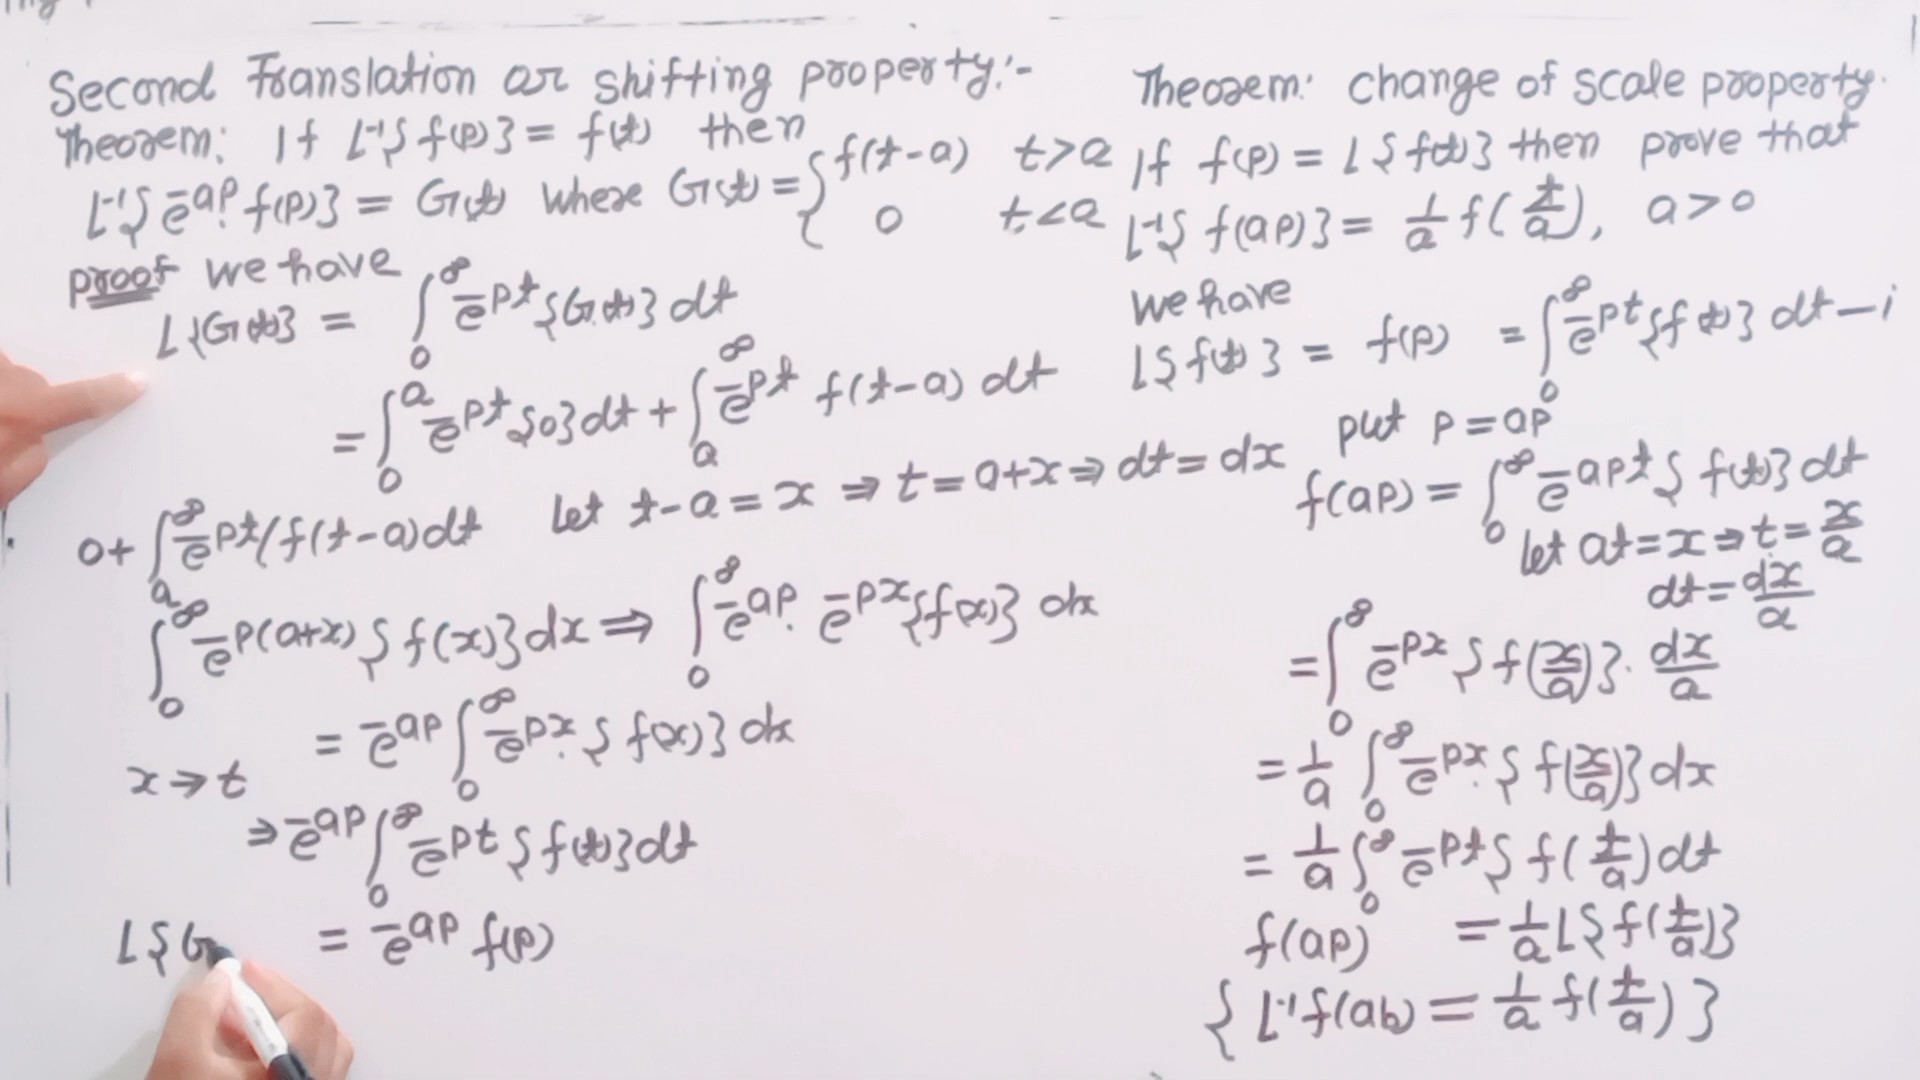 Second Translation or shifting property:-
Theorem: If L⁻¹{f(p)} = f(t) then
L⁻¹{e^-ap. f(p)} = G(t) where G(t) = { f(t-a) t>a
0 t<a
proof we have
L{G(t)} = ∫₀^∞ e^-pt {G(t)} dt
= ∫₀^a e^-pt {0} dt + ∫ₐ^∞ e^-pt f(t-a) dt
0 + ∫ₐ^∞ e^-pt (f(t-a) dt Let t-a = x ⇒ t = a+x ⇒ dt = dx
∫₀^∞ e^-p(a+x) {f(x)} dx ⇒ ∫₀^∞ e^-ap. e^-px {f(x)} dx
= e^-ap ∫₀^∞ e^-px. {f(x)} dx
x → t
⇒ e^-ap ∫₀^∞ e^-pt {f(t)} dt
L{G = e^-ap f(p)
Theorem: change of scale property.
If f(p) = L{f(t)} then prove that
L⁻¹{f(ap)} = 1/a f(t/a), a>0
we have
L{f(t)} = f(p) = ∫₀^∞ e^-pt {f(t)} dt — i
put p = ap
f(ap) = ∫₀^∞ e^-apt {f(t)} dt
let at = x ⇒ t = x/a
dt = dx/a
= ∫₀^∞ e^-px {f(x/a)}. dx/a
= 1/a ∫₀^∞ e^-px. {f(x/a)} dx
= 1/a ∫₀^∞ e^-pt {f(t/a) dt
f(ap) = 1/a L{f(t/a)}
{L⁻¹ f(ab) = 1/a f(t/a)}